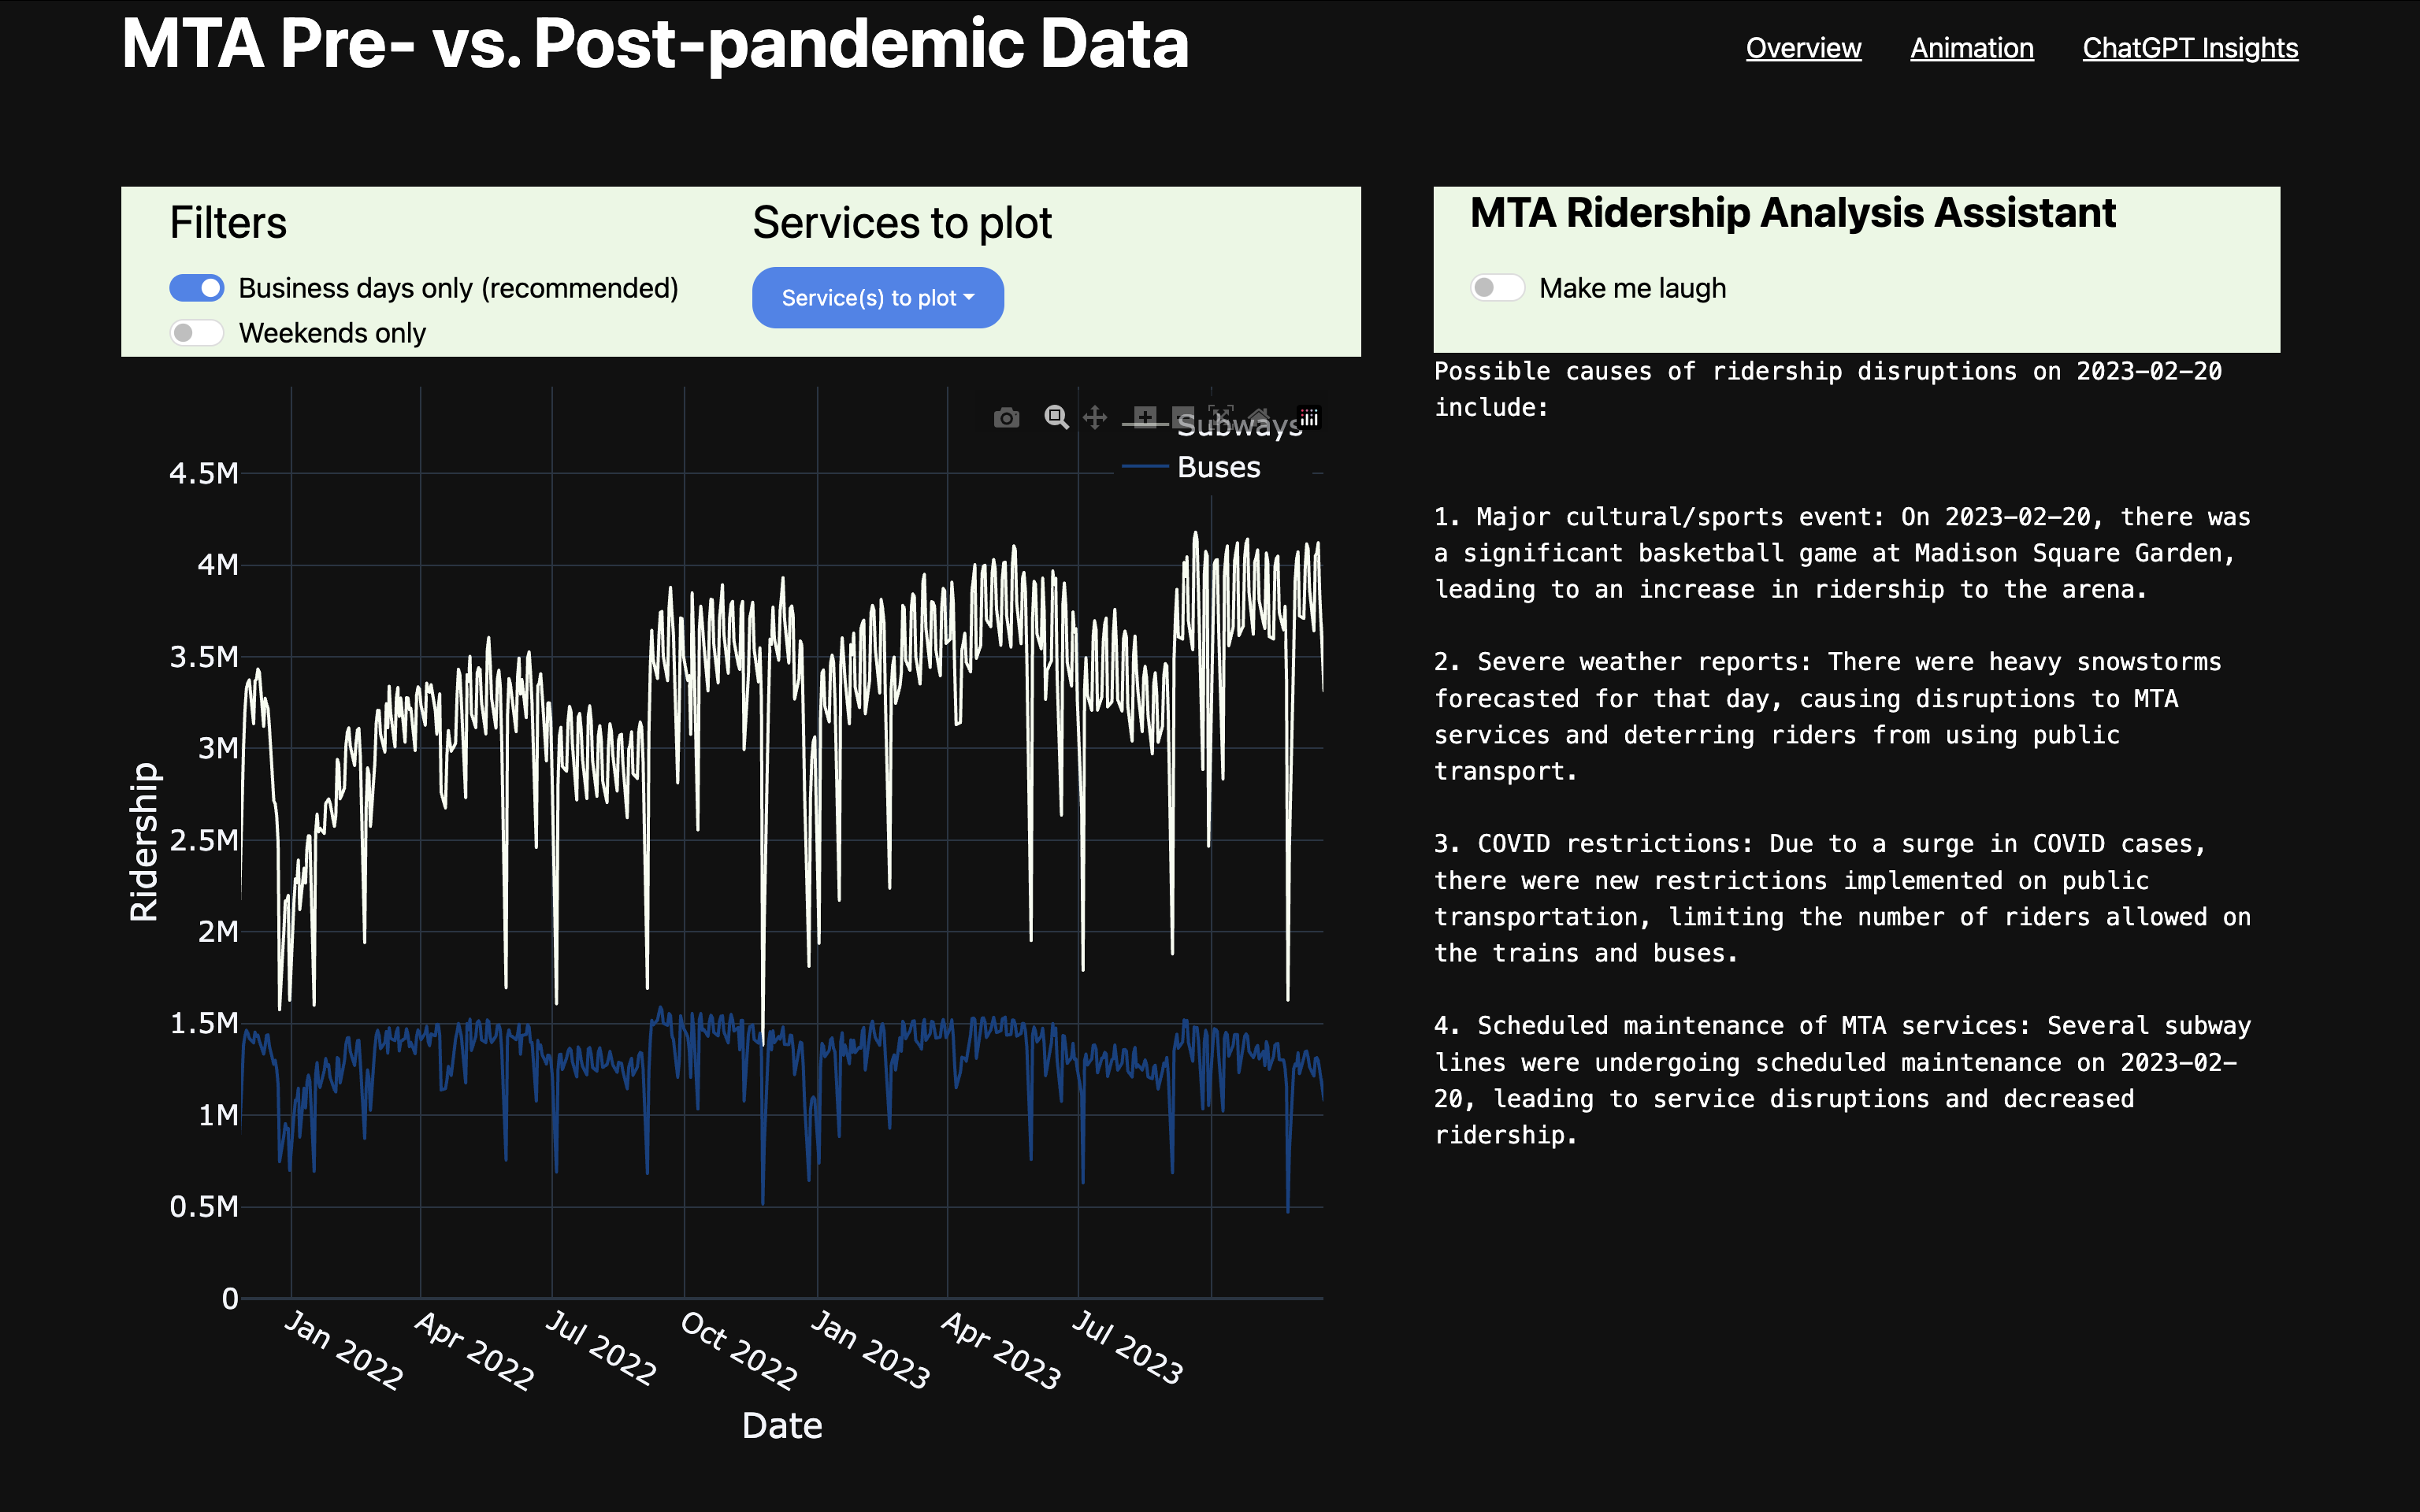 MTA Pre- vs. Post-pandemic Data
Overview
Animation
ChatGPT Insights
Filters
Business days only (recommended)
Weekends only
Services to plot
Service(s) to plot
MTA Ridership Analysis Assistant
Make me laugh
Subways
Buses
4.5M
4M
3.5M
3M
2.5M
2M
1.5M
1M
0.5M
0
Ridership
Jan 2022
Apr 2022
Jul 2022
Oct 2022
Jan 2023
Apr 2023
Jul 2023
Date
Possible causes of ridership disruptions on 2023-02-20
include:
1. Major cultural/sports event: On 2023-02-20, there was
a significant basketball game at Madison Square Garden,
leading to an increase in ridership to the arena.
2. Severe weather reports: There were heavy snowstorms
forecasted for that day, causing disruptions to MTA
services and deterring riders from using public
transport.
3. COVID restrictions: Due to a surge in COVID cases,
there were new restrictions implemented on public
transportation, limiting the number of riders allowed on
the trains and buses.
4. Scheduled maintenance of MTA services: Several subway
lines were undergoing scheduled maintenance on 2023-02-
20, leading to service disruptions and decreased
ridership.